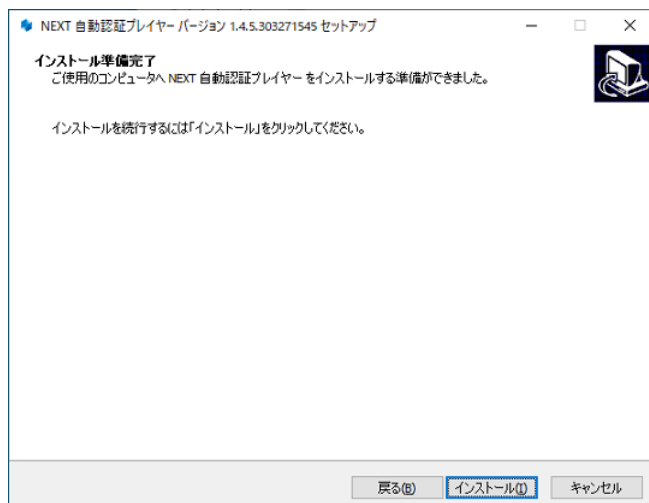 NEXT 自動認証プレイヤー バージョン 1.4.5.303271545 セットアップ
インストール準備完了
ご使用のコンピュータへ NEXT 自動認証プレイヤー をインストールする準備ができました。
インストールを続行するには「インストール」をクリックしてください。
戻る(B)
インストール(I)
キャンセル